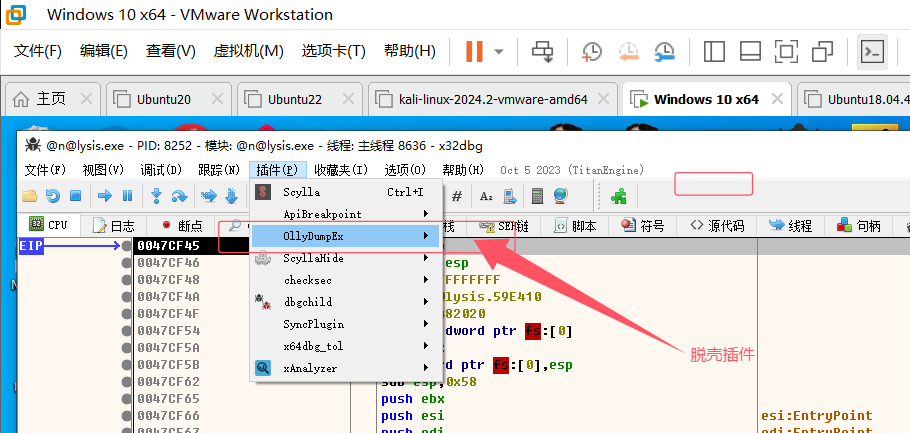 Windows 10 x64 - VMware Workstation
文件(F) 编辑(E) 查看(V) 虚拟机(M) 选项卡(T) 帮助(H)
主页 Ubuntu20 Ubuntu22 kali-linux-2024.2-vmware-amd64 Windows 10 x64 Ubuntu18.04.4
@n@lysis.exe - PID: 8252 - 模块: @n@lysis.exe - 线程: 主线程 8636 - x32dbg
文件(F) 视图(V) 调试(D) 跟踪(N) 插件(P) 收藏夹(I) 选项(O) 帮助(H) Oct 5 2023 (TitanEngine)
Scylla Ctrl+I
ApiBreakpoint
CPU 日志 断点 SEH链 脚本 符号 源代码 线程 句柄
OllyDumpEx
EIP 0047CF45
ScyllaHide
0047CF46 esp
checksec
0047CF48 FFFFFFF
dbgchild
0047CF4A lysis.59E410
0047CF4F 82020
SyncPlugin
0047CF54 dword ptr fs:[0]
x64dbg_tol
0047CF5A
脱壳插件
xAnalyzer
0047CF5B dword ptr fs:[0],esp
0047CF62 sub esp,0x58
0047CF65 push ebx
0047CF66 push esi esi:EntryPoint
0047CF67 push edi edi:EntryPoint